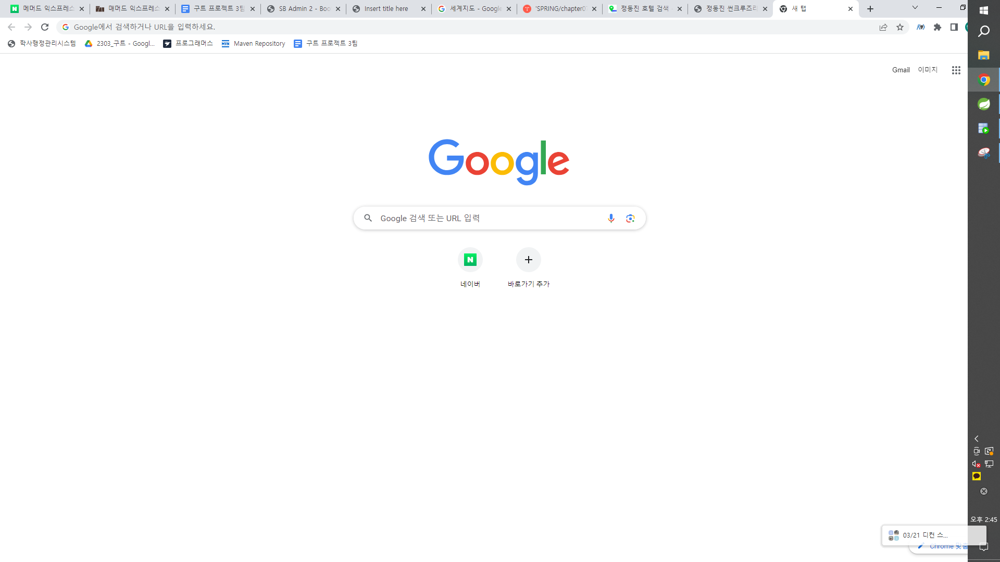 메머드 익스프레스
매머드 익스프레스
구트 프로젝트 3팀
SB Admin 2 - Boo
Insert title here
세계지도 - Google
'SPRING/chapter07
정동진 호텔 검색 -
정동진 썬크루즈리
새 탭
Google에서 검색하거나 URL을 입력하세요.
학사행정관리시스템
2303_구트 - Googl...
프로그래머스
MVN
Maven Repository
구트 프로젝트 3팀
Gmail
이미지
Google
Google 검색 또는 URL 입력
N
네이버
바로가기 추가
오후 2:45
03/21 디컨 스...
Chrome 맞춤